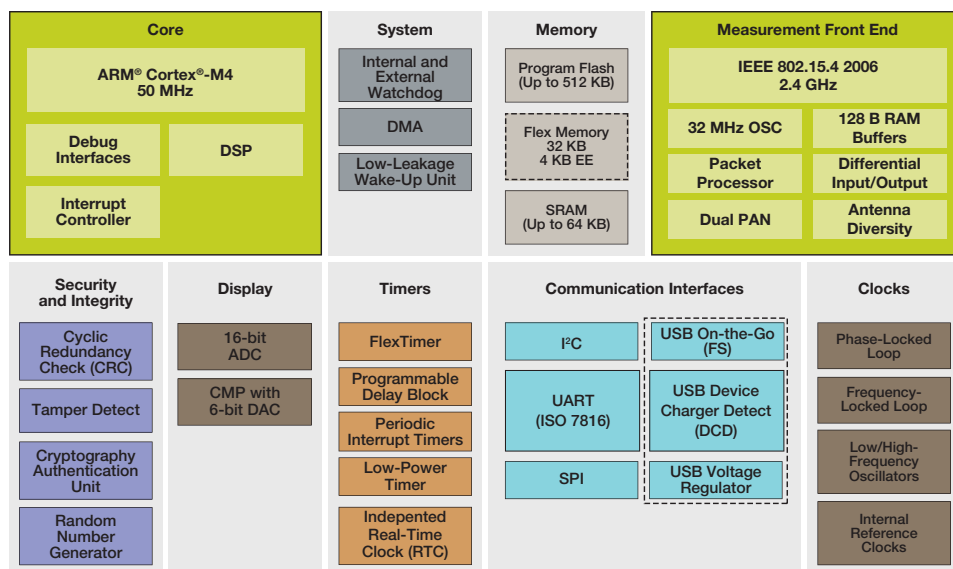 Core
ARM® Cortex®-M4
50 MHz
Debug
Interfaces
DSP
Interrupt
Controller
System
Internal and
External
Watchdog
DMA
Low-Leakage
Wake-Up Unit
Memory
Program Flash
(Up to 512 KB)
Flex Memory
32 KB
4 KB EE
SRAM
(Up to 64 KB)
Measurement Front End
IEEE 802.15.4 2006
2.4 GHz
32 MHz OSC
128 B RAM
Buffers
Packet
Processor
Differential
Input/Output
Dual PAN
Antenna
Diversity
Security
and Integrity
Cyclic
Redundancy
Check (CRC)
Tamper Detect
Cryptography
Authentication
Unit
Random
Number
Generator
Display
16-bit
ADC
CMP with
6-bit DAC
Timers
FlexTimer
Programmable
Delay Block
Periodic
Interrupt Timers
Low-Power
Timer
Indepented
Real-Time
Clock (RTC)
Communication Interfaces
I²C
USB On-the-Go
(FS)
UART
(ISO 7816)
USB Device
Charger Detect
(DCD)
SPI
USB Voltage
Regulator
Clocks
Phase-Locked
Loop
Frequency-
Locked Loop
Low/High-
Frequency
Oscillators
Internal
Reference
Clocks